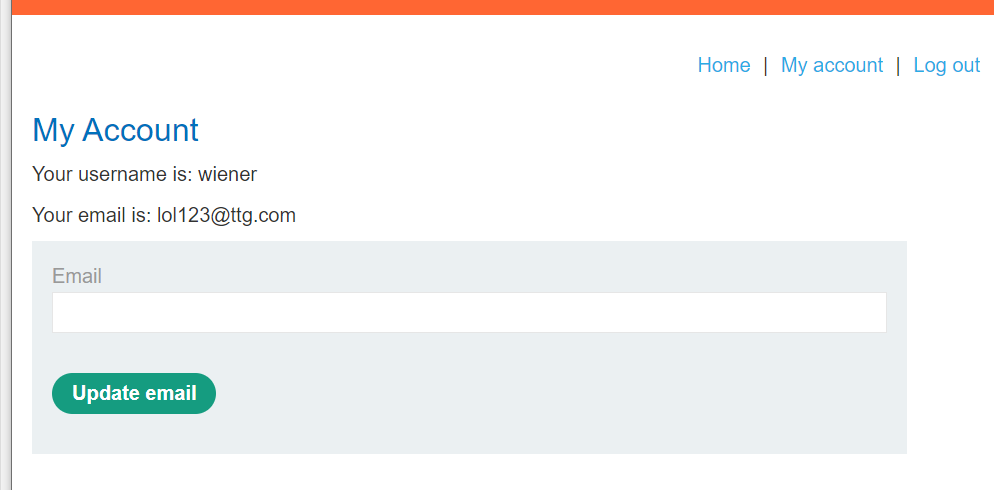 Home | My account | Log out
My Account
Your username is: wiener
Your email is: lol123@ttg.com
Email
Update email